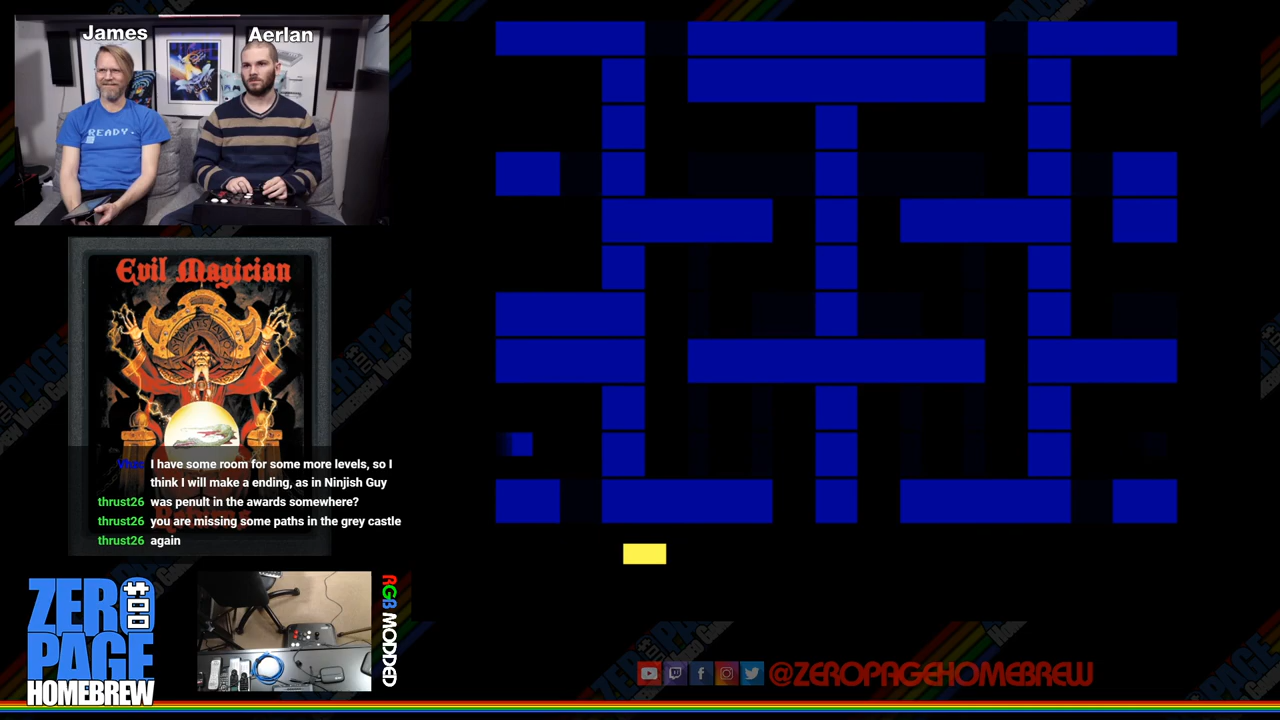 James
Aerlan
READY.
Evil Magician
I have some room for some more levels, so I
think I will make a ending, as in Ninjish Guy
thrust26 was penult in the awards somewhere?
thrust26 you are missing some paths in the grey castle
thrust26 again
ZERO
PAGE
HOMEBREW
RGB MODDED
@ZEROPAGEHOMEBREW